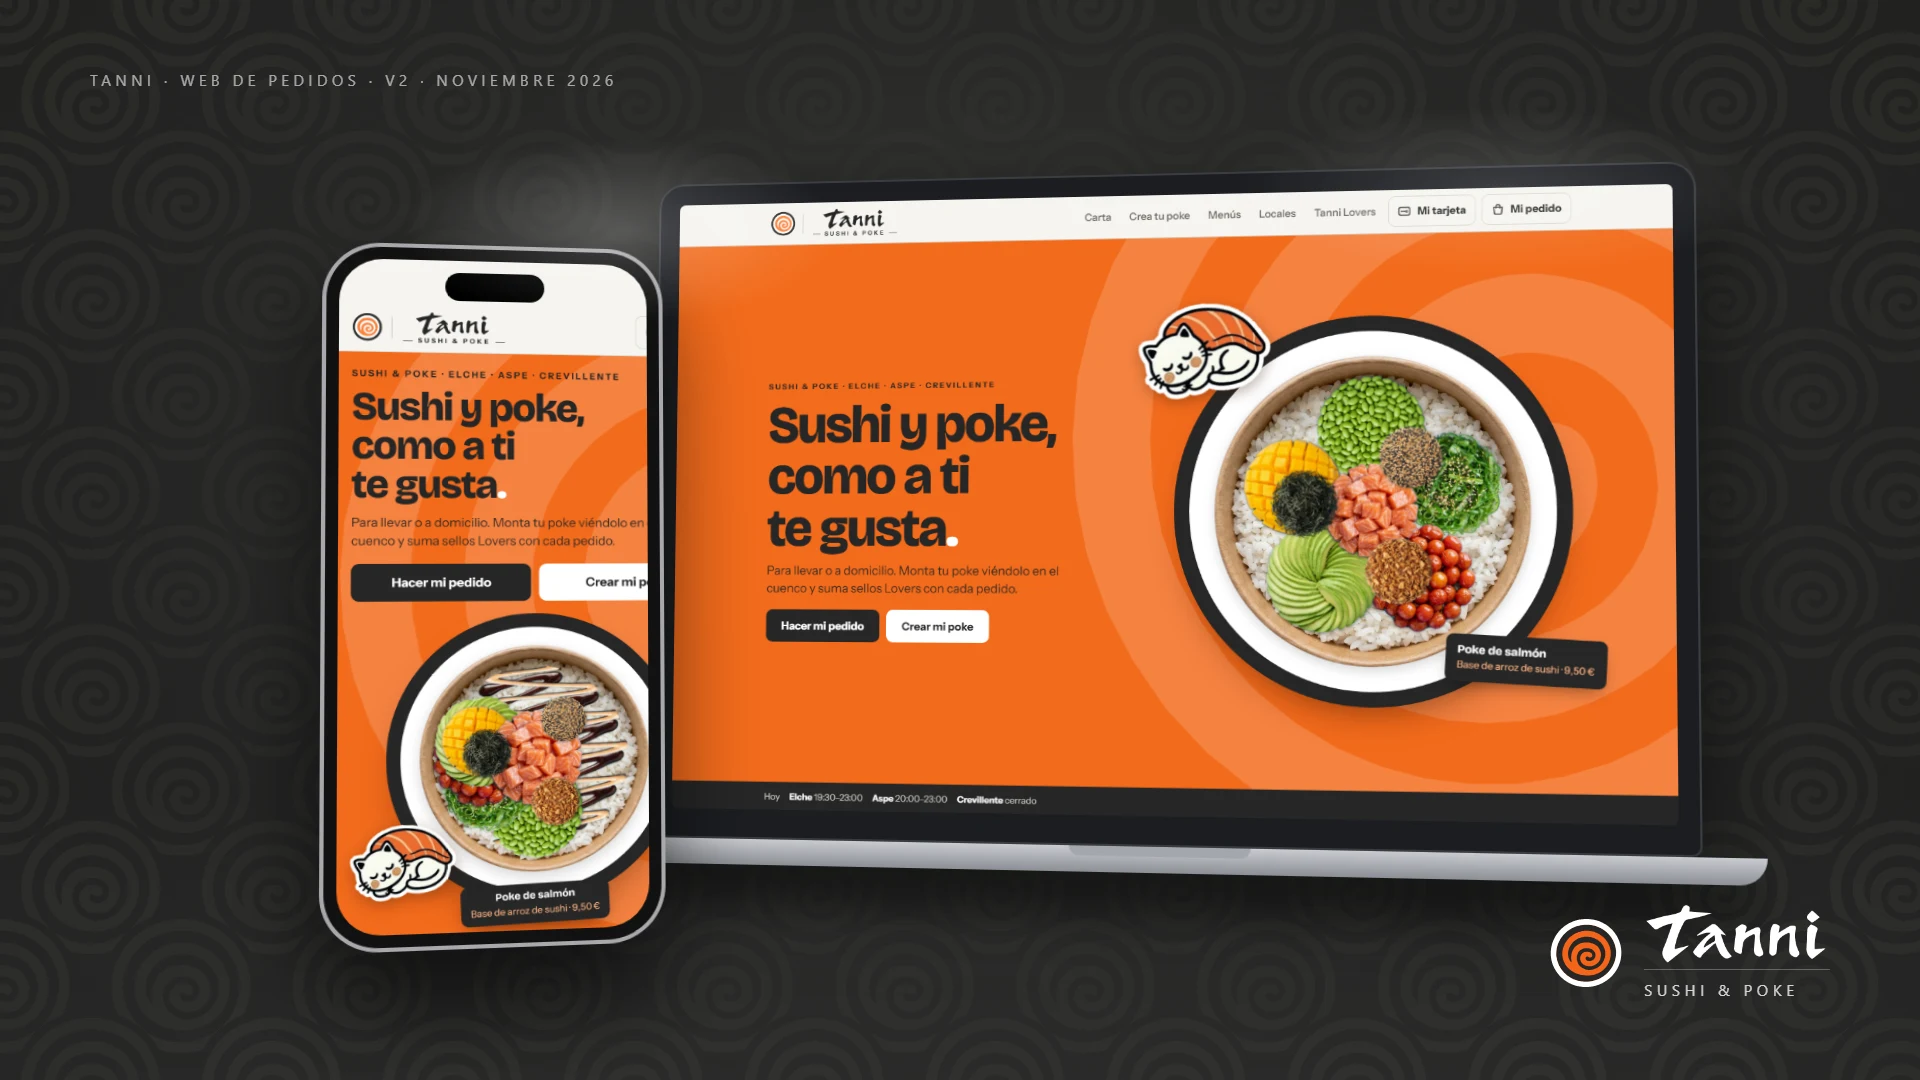 TANNI · WEB DE PEDIDOS · V2 · NOVIEMBRE 2026
Tanni
SUSHI & POKE
SUSHI & POKE · ELCHE · ASPE · CREVILLENTE
Sushi y poke,
como a ti
te gusta.
Para llevar o a domicilio. Monta tu poke viéndolo en
cuenco y suma sellos Lovers con cada pedido.
Hacer mi pedido
Crear mi p
Poke de salmón
Base de arroz de sushi · 9,50 €
Tanni
SUSHI & POKE
Carta
Crea tu poke
Menús
Locales
Tanni Lovers
Mi tarjeta
Mi pedido
SUSHI & POKE · ELCHE · ASPE · CREVILLENTE
Sushi y poke,
como a ti
te gusta.
Para llevar o a domicilio. Monta tu poke viéndolo en el
cuenco y suma sellos Lovers con cada pedido.
Hacer mi pedido
Crear mi poke
Poke de salmón
Base de arroz de sushi · 9,50 €
Hoy Elche 19:30–23:00 Aspe 20:00–23:00 Crevillente cerrado
Tanni
SUSHI & POKE